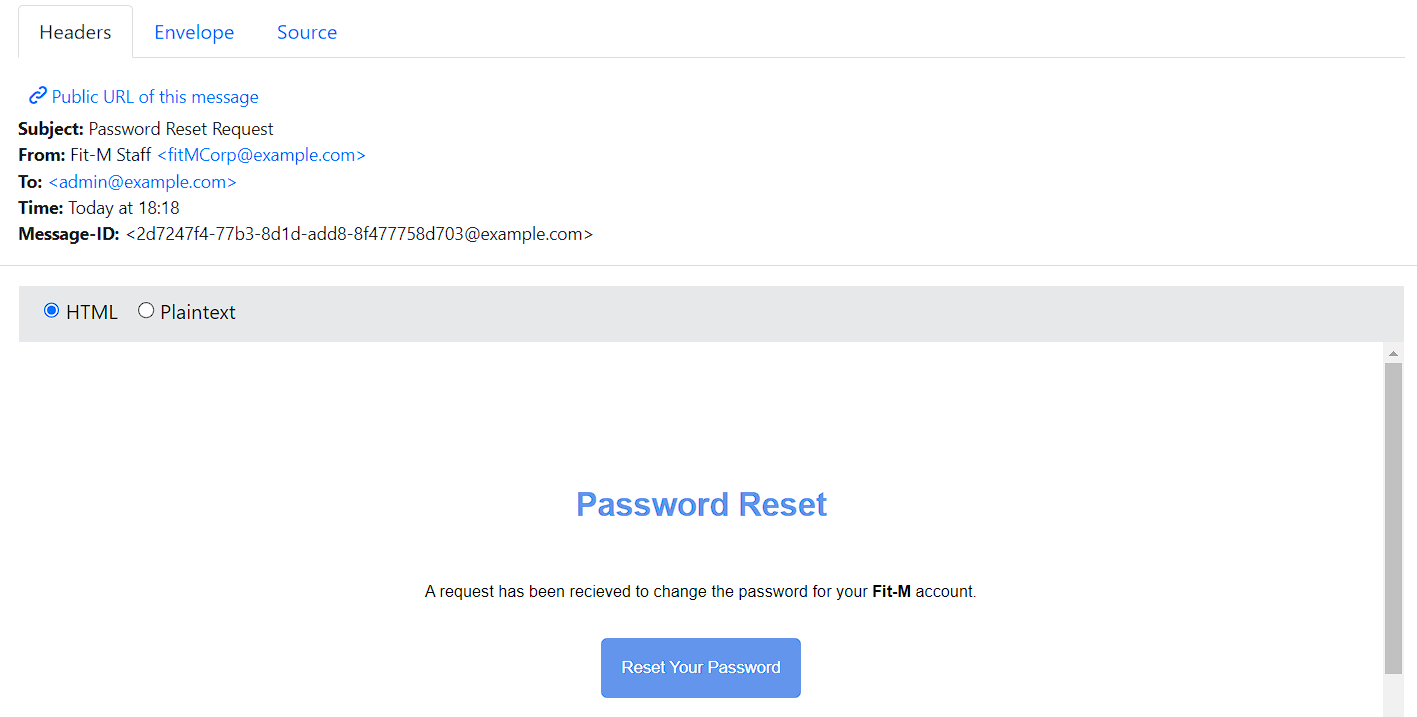 Headers Envelope Source
Public URL of this message
Subject: Password Reset Request
From: Fit-M Staff <fitMCorp@example.com>
To: <admin@example.com>
Time: Today at 18:18
Message-ID: <2d7247f4-77b3-8d1d-add8-8f477758d703@example.com>
HTML Plaintext
Password Reset
A request has been recieved to change the password for your Fit-M account.
Reset Your Password